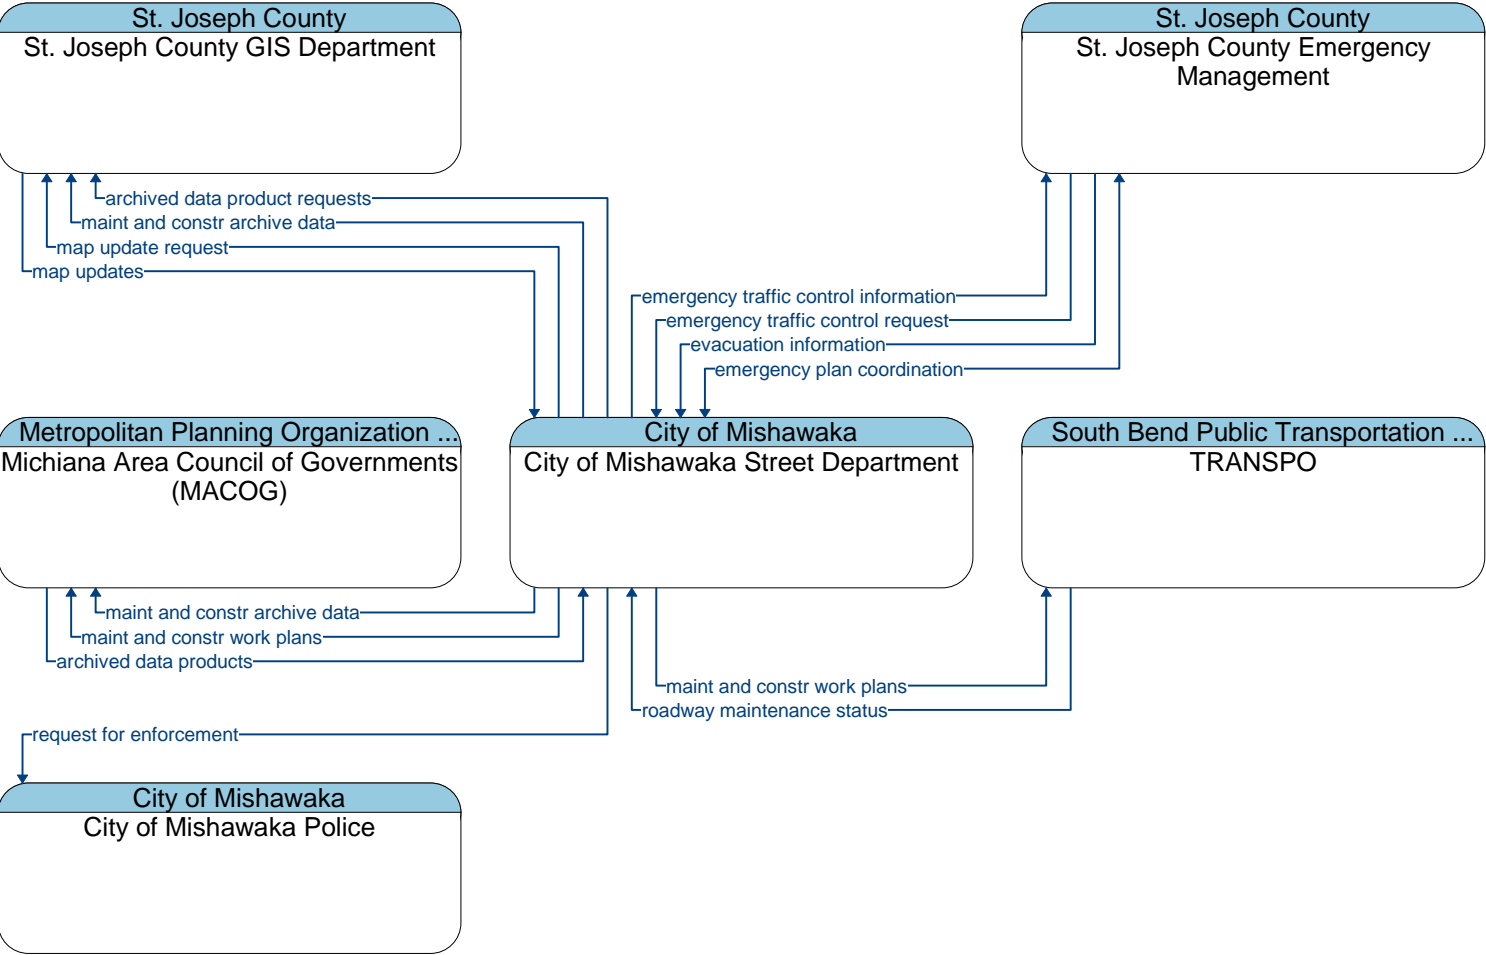 St. Joseph County
St. Joseph County GIS Department
St. Joseph County
St. Joseph County Emergency
Management
archived data product requests
maint and constr archive data
map update request
map updates
emergency traffic control information
emergency traffic control request
evacuation information
emergency plan coordination
Metropolitan Planning Organization ...
Michiana Area Council of Governments
(MACOG)
City of Mishawaka
City of Mishawaka Street Department
South Bend Public Transportation ...
TRANSPO
maint and constr archive data
maint and constr work plans
archived data products
maint and constr work plans
roadway maintenance status
request for enforcement
City of Mishawaka
City of Mishawaka Police